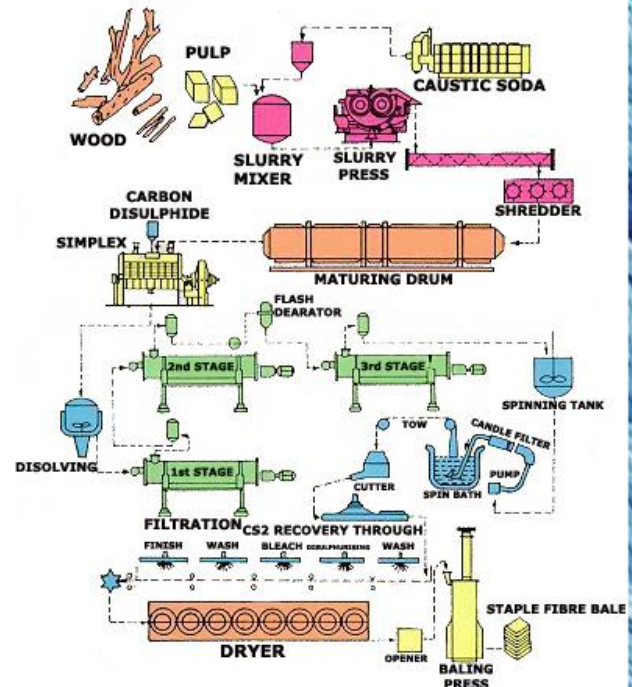 PULP
CAUSTIC SODA
WOOD
SLURRY
MIXER
SLURRY
PRESS
SHREDDER
CARBON
DISULPHIDE
SIMPLEX
MATURING DRUM
FLASH
DEARATOR
2nd STAGE
3rd STAGE
SPINNING TANK
TOW
CANDLE FILTER
PUMP
SPIN BATH
CUTTER
DISOLVING
1st STAGE
FILTRATION
CS2 RECOVERY THROUGH
FINISH
WASH
BLEACH
DISULPHURISING
WASH
DRYER
OPENER
BALING
PRESS
STAPLE FIBRE BALE